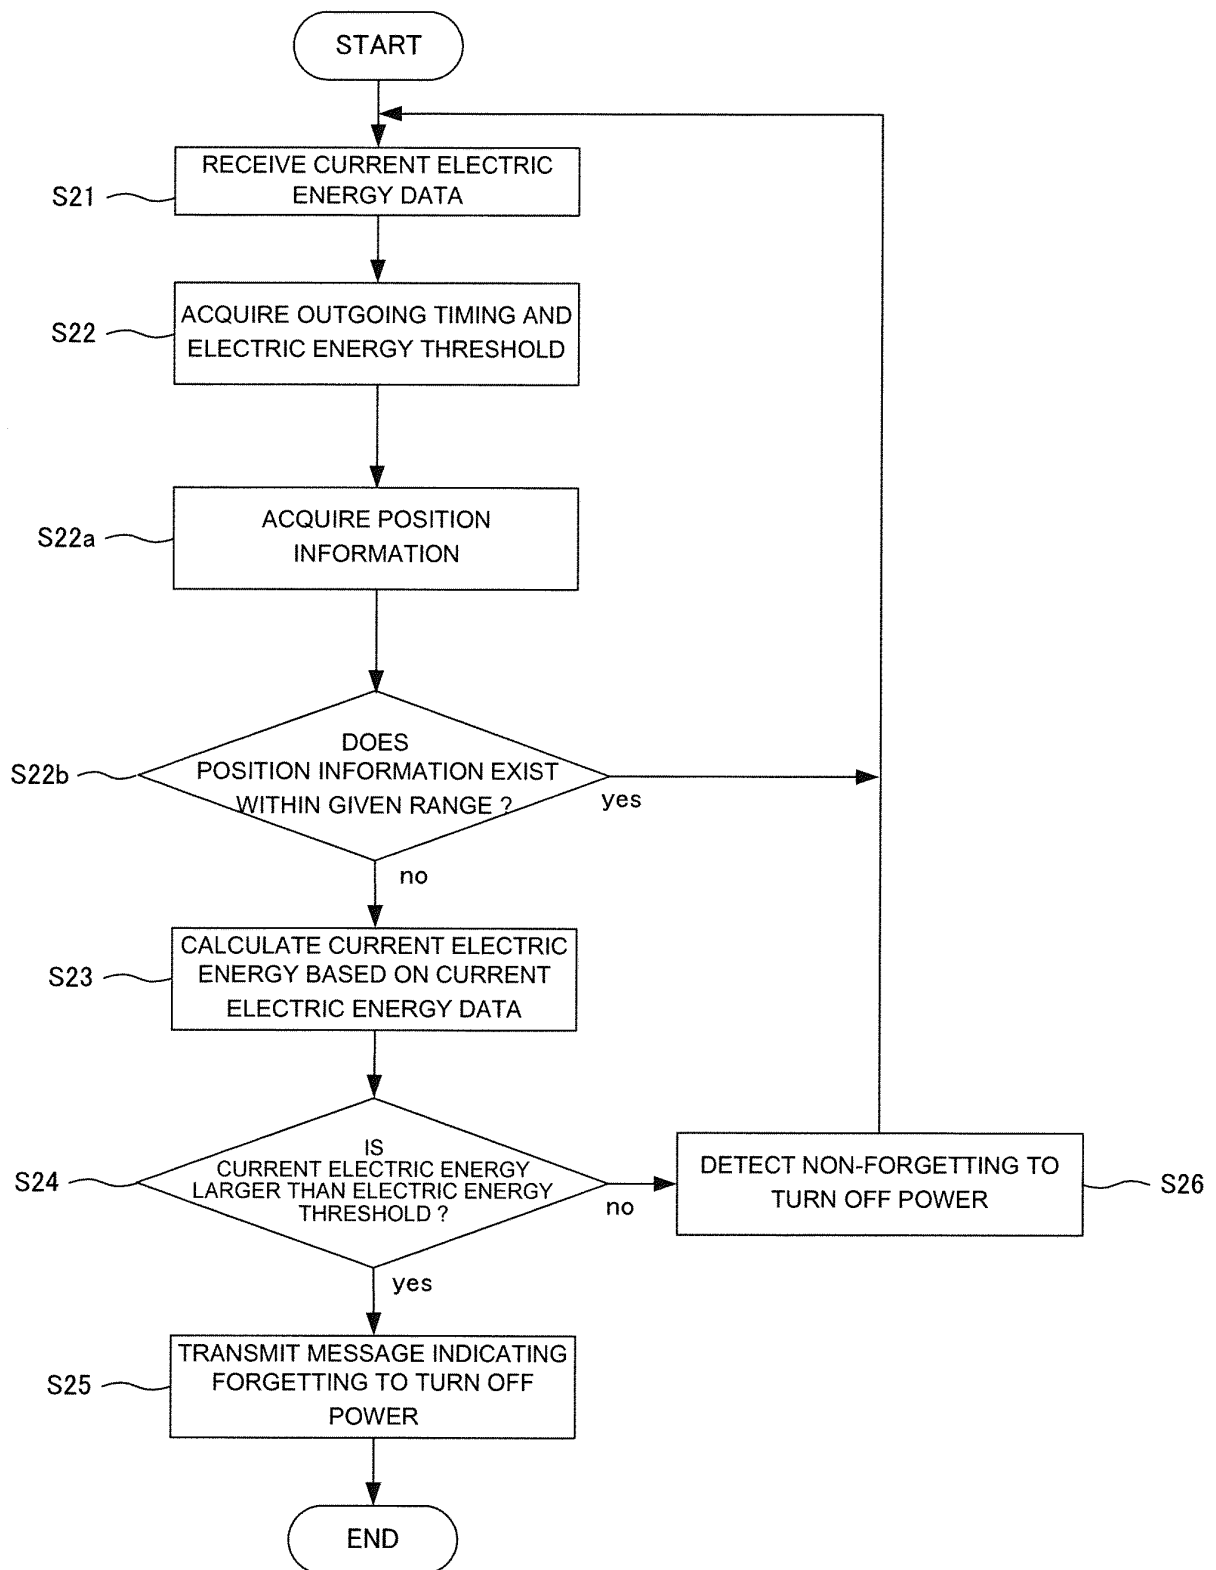 START
RECEIVE CURRENT ELECTRIC
ENERGY DATA
S21
ACQUIRE OUTGOING TIMING AND
ELECTRIC ENERGY THRESHOLD
S22
ACQUIRE POSITION
INFORMATION
S22a
DOES
POSITION INFORMATION EXIST
WITHIN GIVEN RANGE ?
S22b
yes
no
CALCULATE CURRENT ELECTRIC
ENERGY BASED ON CURRENT
ELECTRIC ENERGY DATA
S23
IS
CURRENT ELECTRIC ENERGY
LARGER THAN ELECTRIC ENERGY
THRESHOLD ?
S24
no
DETECT NON-FORGETTING TO
TURN OFF POWER
S26
yes
TRANSMIT MESSAGE INDICATING
FORGETTING TO TURN OFF
POWER
S25
END